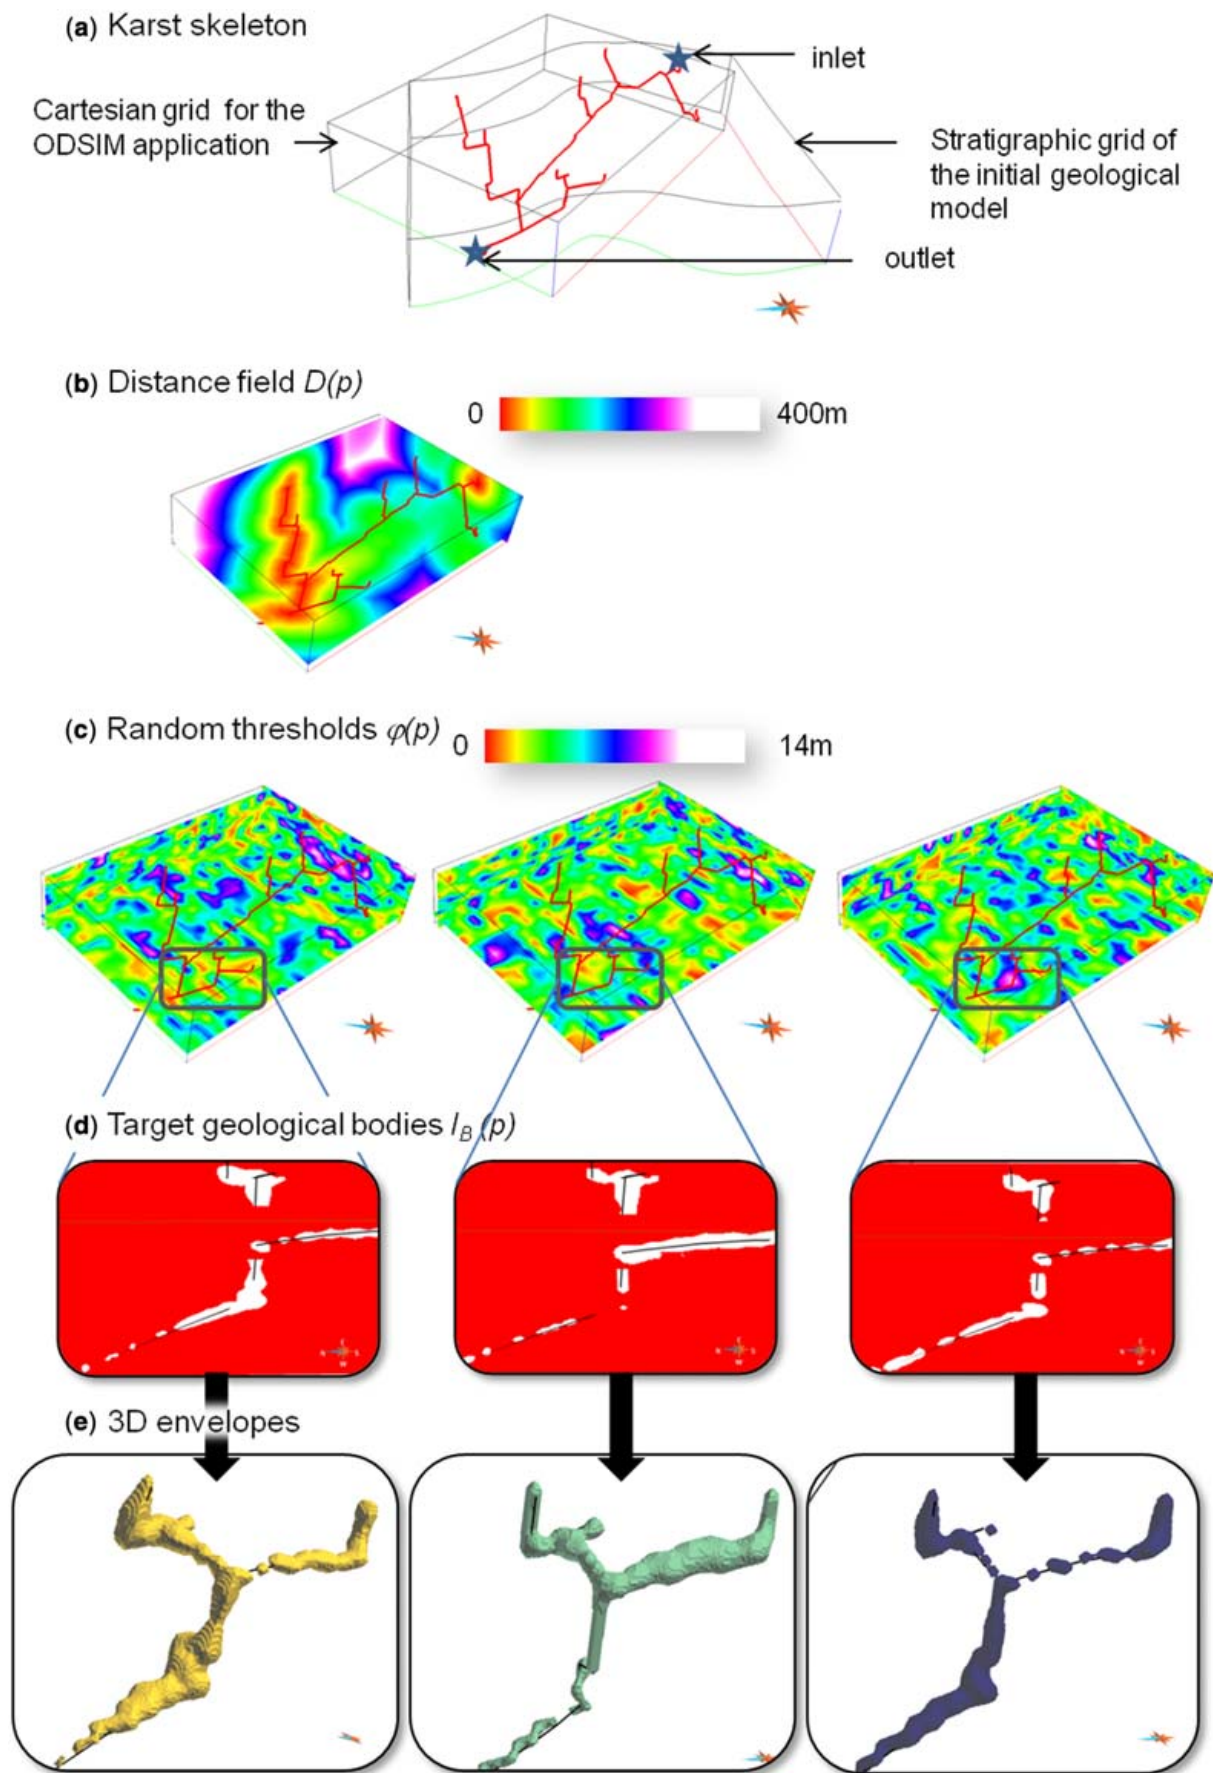 (a) Karst skeleton
inlet
Cartesian grid for the
ODSIM application
Stratigraphic grid of
the initial geological
model
outlet
(b) Distance field D(p)
0
400m
(c) Random thresholds φ(p)
0
14m
(d) Target geological bodies I_B (p)
(e) 3D envelopes